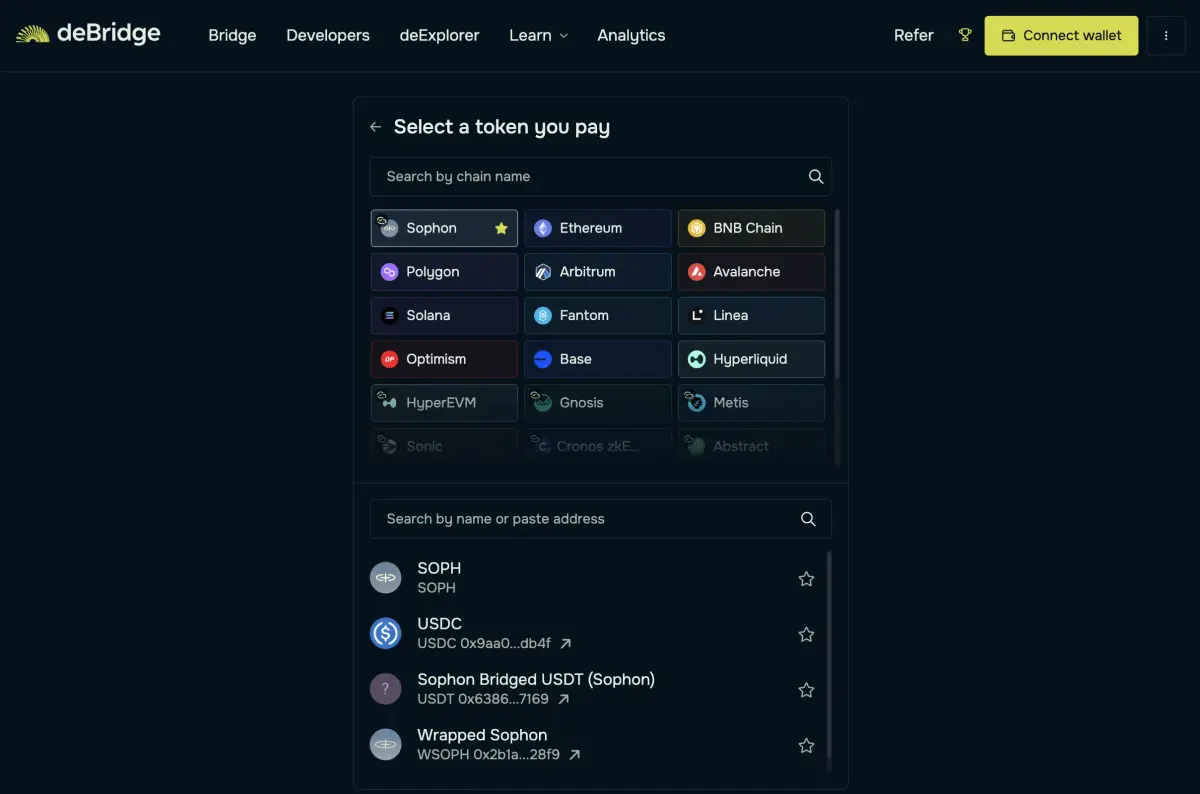 deBridge
Bridge
Developers
deExplorer
Learn
Analytics
Refer
Connect wallet
Select a token you pay
Search by chain name
Sophon
Ethereum
BNB Chain
Polygon
Arbitrum
Avalanche
Solana
Fantom
Linea
OP
Optimism
Base
Hyperliquid
HyperEVM
Gnosis
Metis
Sonic
Cronos zkE...
Abstract
Search by name or paste address
SOPH
SOPH
USDC
USDC 0x9aa0...db4f
?
Sophon Bridged USDT (Sophon)
USDT 0x6386...7169
Wrapped Sophon
WSOPH 0x2b1a...28f9